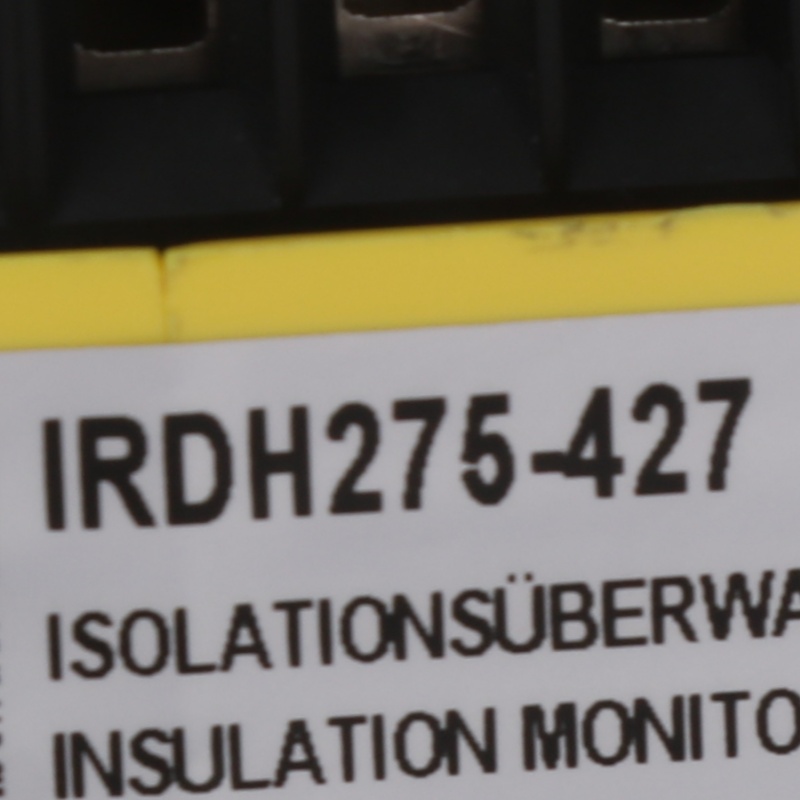 IRDH275-427
ISOLATIONSÜBERWA
INSULATION MONITO